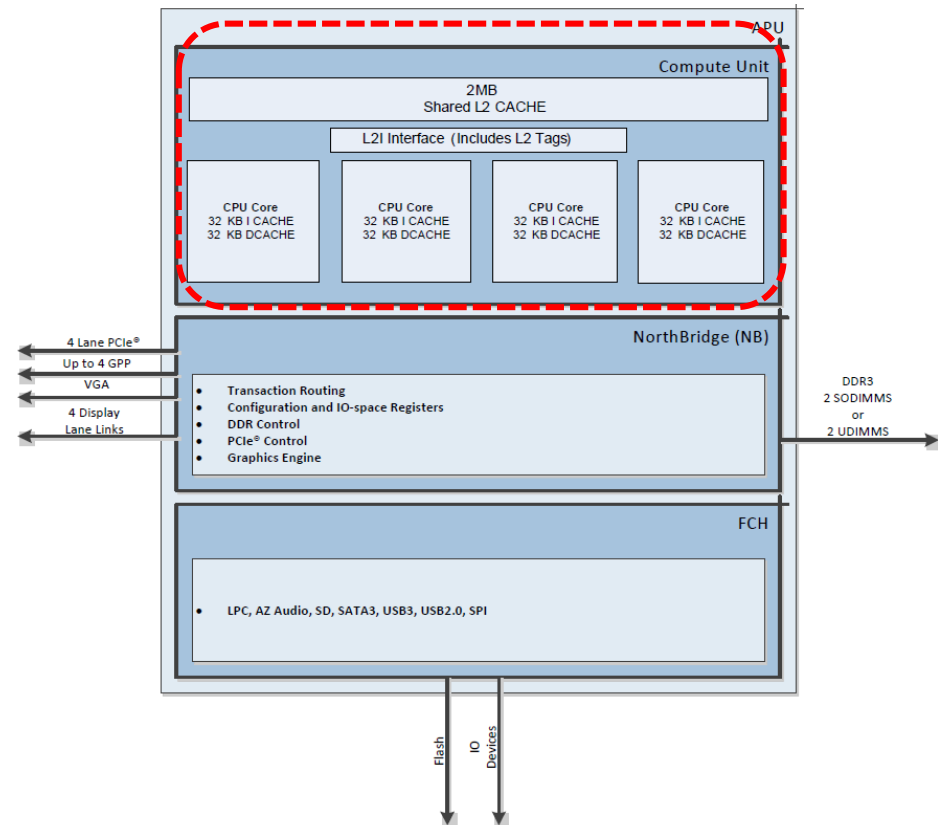 APU
Compute Unit
2MB
Shared L2 CACHE
L2I Interface (Includes L2 Tags)
CPU Core
32 KB I CACHE
32 KB DCACHE
CPU Core
32 KB I CACHE
32 KB DCACHE
CPU Core
32 KB I CACHE
32 KB DCACHE
CPU Core
32 KB I CACHE
32 KB DCACHE
NorthBridge (NB)
4 Lane PCIe®
Up to 4 GPP
VGA
4 Display
Lane Links
• Transaction Routing
• Configuration and IO-space Registers
• DDR Control
• PCIe® Control
• Graphics Engine
DDR3
2 SODIMMS
or
2 UDIMMS
FCH
• LPC, AZ Audio, SD, SATA3, USB3, USB2.0, SPI
Flash
IO
Devices